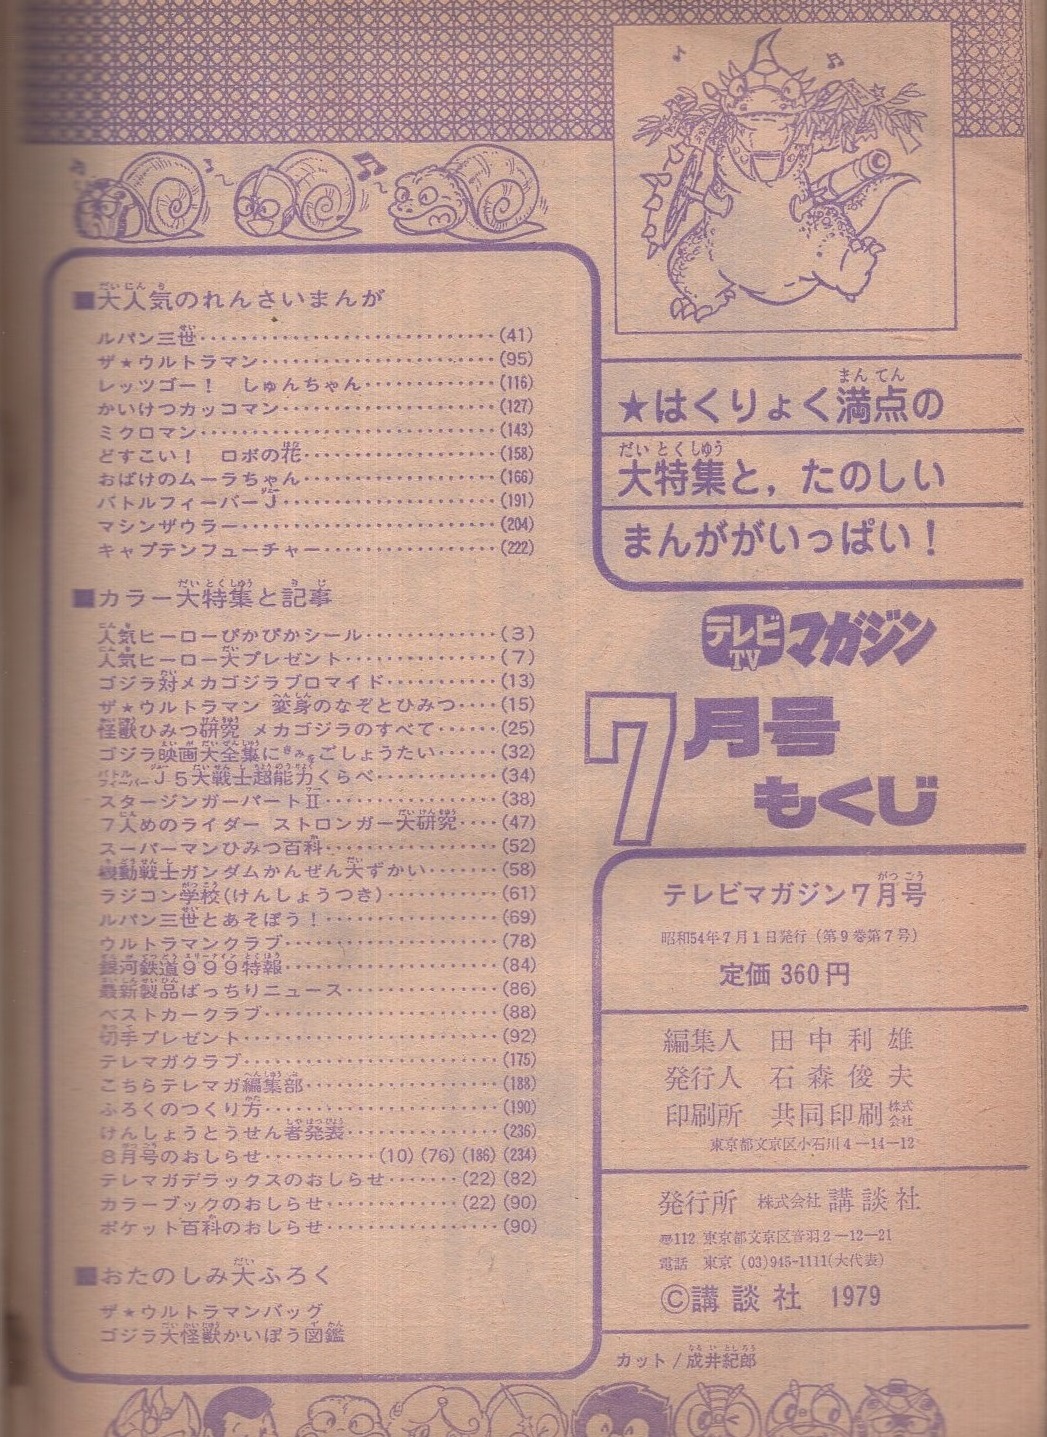 ■大人気のれんさいまんが
ルパン三世(41)
ザ★ウルトラマン(95)
レッツゴー！　しゅんちゃん(116)
かいけつカッコマン(127)
ミクロマン(143)
どすこい！　ロボの花(158)
おばけのムーラちゃん(166)
バトルフィーバーJ(191)
マシンザウラー(204)
キャプテンフューチャー(222)
■カラー大特集と記事
人気ヒーローぴかぴかシール(3)
人気ヒーロー大プレゼント(7)
ゴジラ対メカゴジラブロマイド(13)
ザ★ウルトラマン 変身のなぞとひみつ(15)
怪獣ひみつ研究 メカゴジラのすべて(25)
ゴジラ映画大全集にきみをごしょうたい(32)
バトルフィーバーJ 5大戦士超能力くらべ(34)
スタージンガーパートⅡ(38)
7人めのライダー ストロンガー大研究(47)
スーパーマンひみつ百科(52)
機動戦士ガンダムかんぜん大ずかい(58)
ラジコン学校(けんしょうつき)(61)
ルパン三世とあそぼう！(69)
ウルトラマンクラブ(78)
銀河鉄道999特報(84)
最新製品ばっちりニュース(86)
ベストカークラブ(88)
切手プレゼント(92)
テレマガクラブ(175)
こちらテレマガ編集部(188)
ふろくのつくり方(190)
けんしょうとうせん者発表(236)
8月号のおしらせ(10)(76)(186)(234)
テレマガデラックスのおしらせ(22)(82)
カラーブックのおしらせ(22)(90)
ポケット百科のおしらせ(90)
■おたのしみ大ふろく
ザ★ウルトラマンバッグ
ゴジラ大怪獣かいぼう図鑑
★はくりょく満点の
大特集と，たのしい
まんががいっぱい！
テレビTVマガジン
7月号
もくじ
テレビマガジン7月号
昭和54年7月1日発行（第9巻第7号）
定価 360円
編集人　田中利雄
発行人　石森俊夫
印刷所　共同印刷株式会社
東京都文京区小石川4－14－12
発行所　株式会社 講談社
〒112 東京都文京区音羽2－12－21
電話　東京 (03)945-1111(大代表)
©講談社　1979
カット/成井紀郎